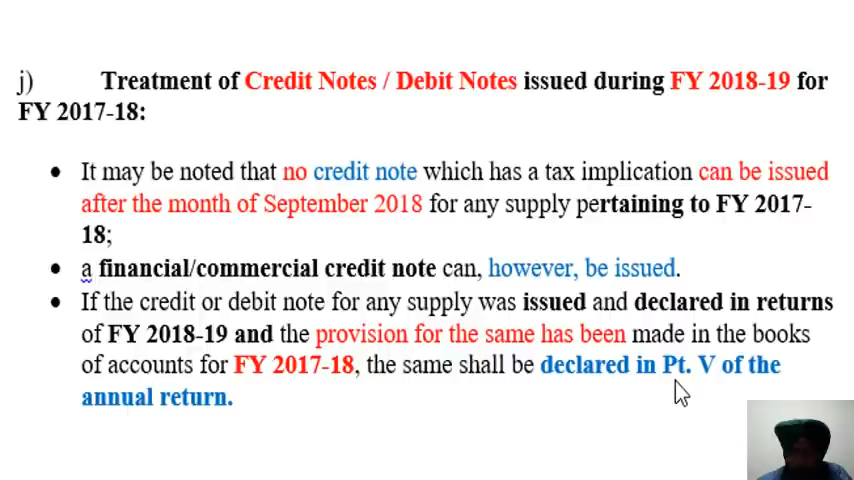 j) Treatment of Credit Notes / Debit Notes issued during FY 2018-19 for
FY 2017-18:
• It may be noted that no credit note which has a tax implication can be issued
after the month of September 2018 for any supply pertaining to FY 2017-
18;
• a financial/commercial credit note can, however, be issued.
• If the credit or debit note for any supply was issued and declared in returns
of FY 2018-19 and the provision for the same has been made in the books
of accounts for FY 2017-18, the same shall be declared in Pt. V of the
annual return.